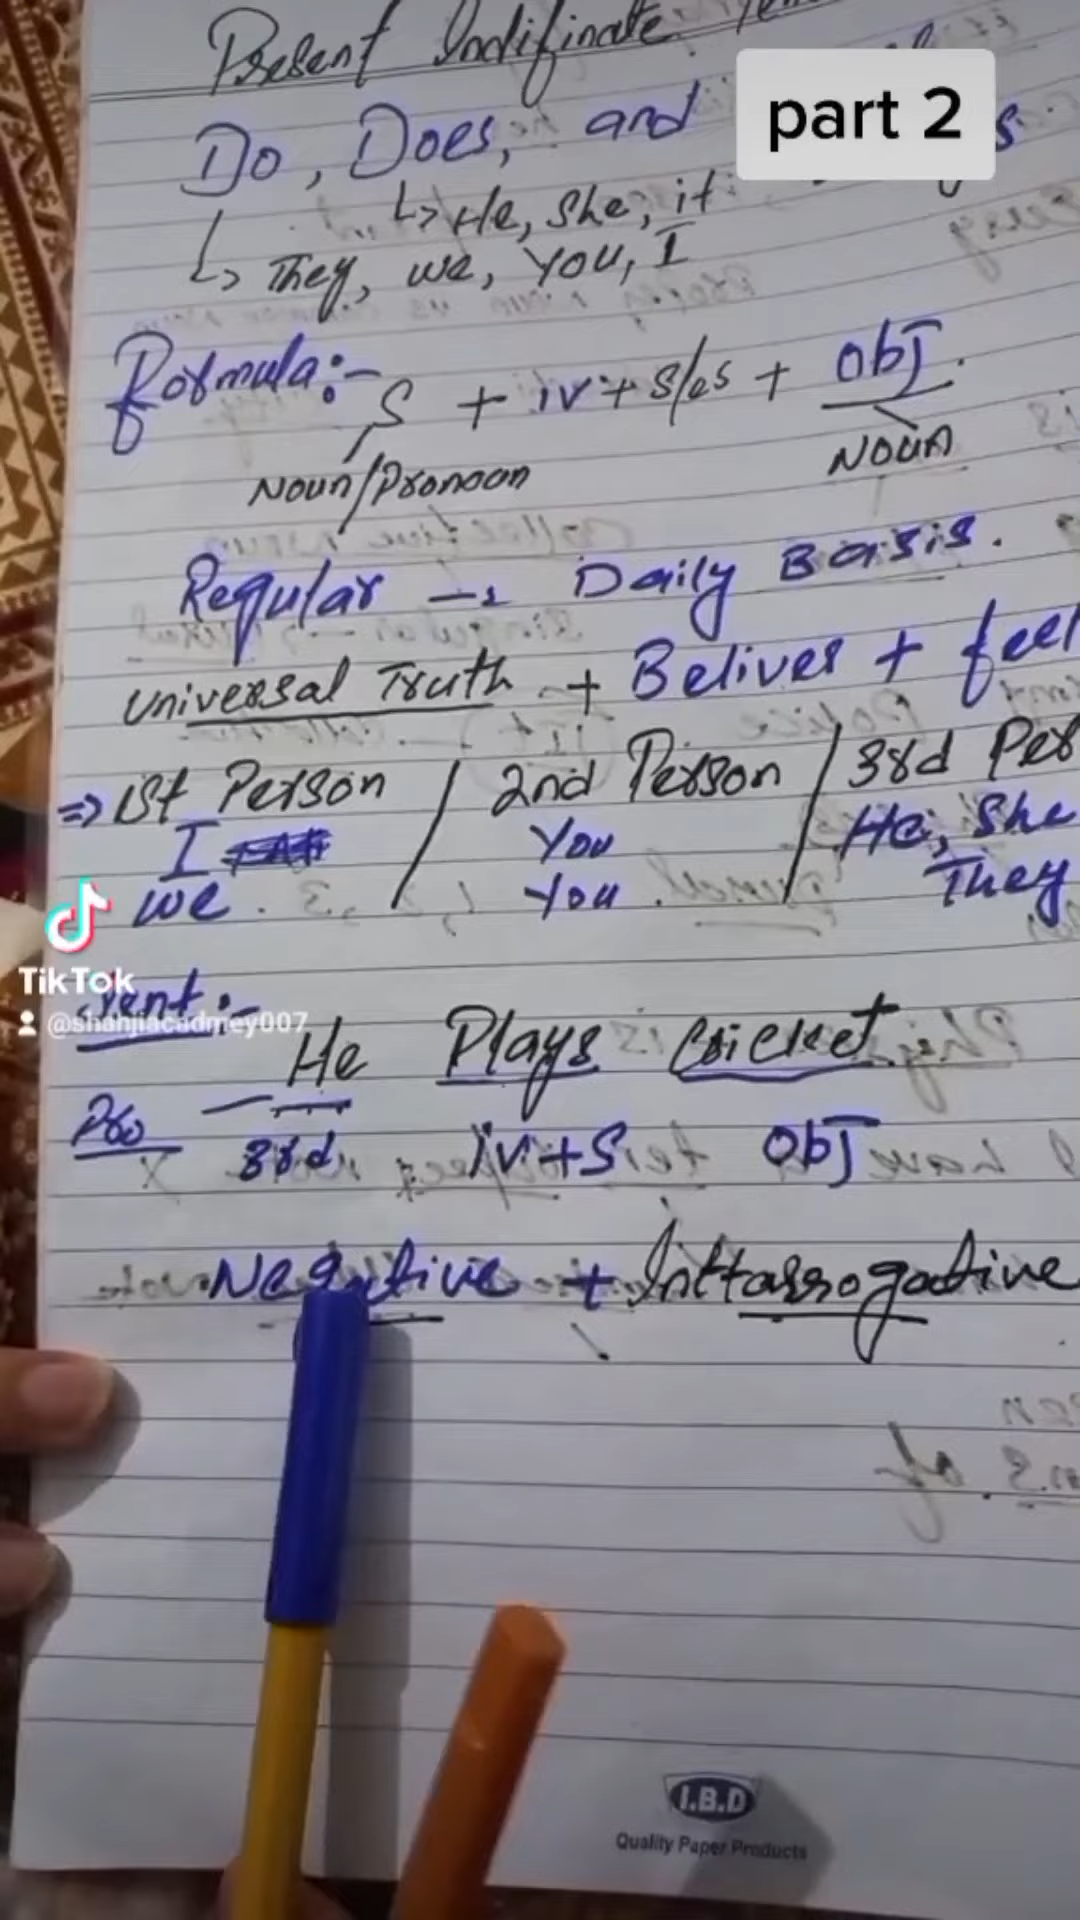 Present Indifinate
part 2
Do, Does, and
s
↳ He, She, it
↳ They, we, You, I
Formula:-
S + iv + s/es + Obj.
Noun/Pronoun
Noun
Regular → Daily Basis.
Universal Truth + Belives + feel
⇒ 1st Person / 2nd Person / 3rd Per
I You He, She
we. You. They
TikTok
@shahjiacadmey007
Sent:-
He Plays Cricket.
Pro
3rd iv+S Obj
Negative + Inttarrogative
I.B.D
Quality Paper Products